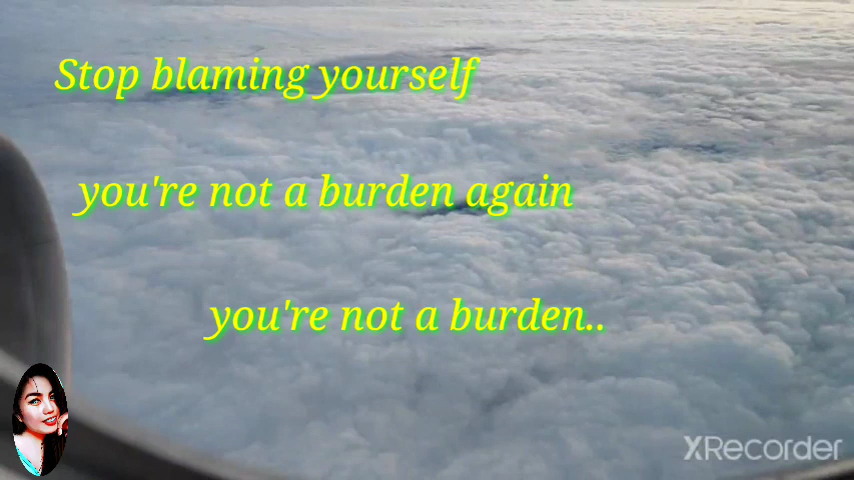 Stop blaming yourself
you're not a burden again
you're not a burden..
XRecorder